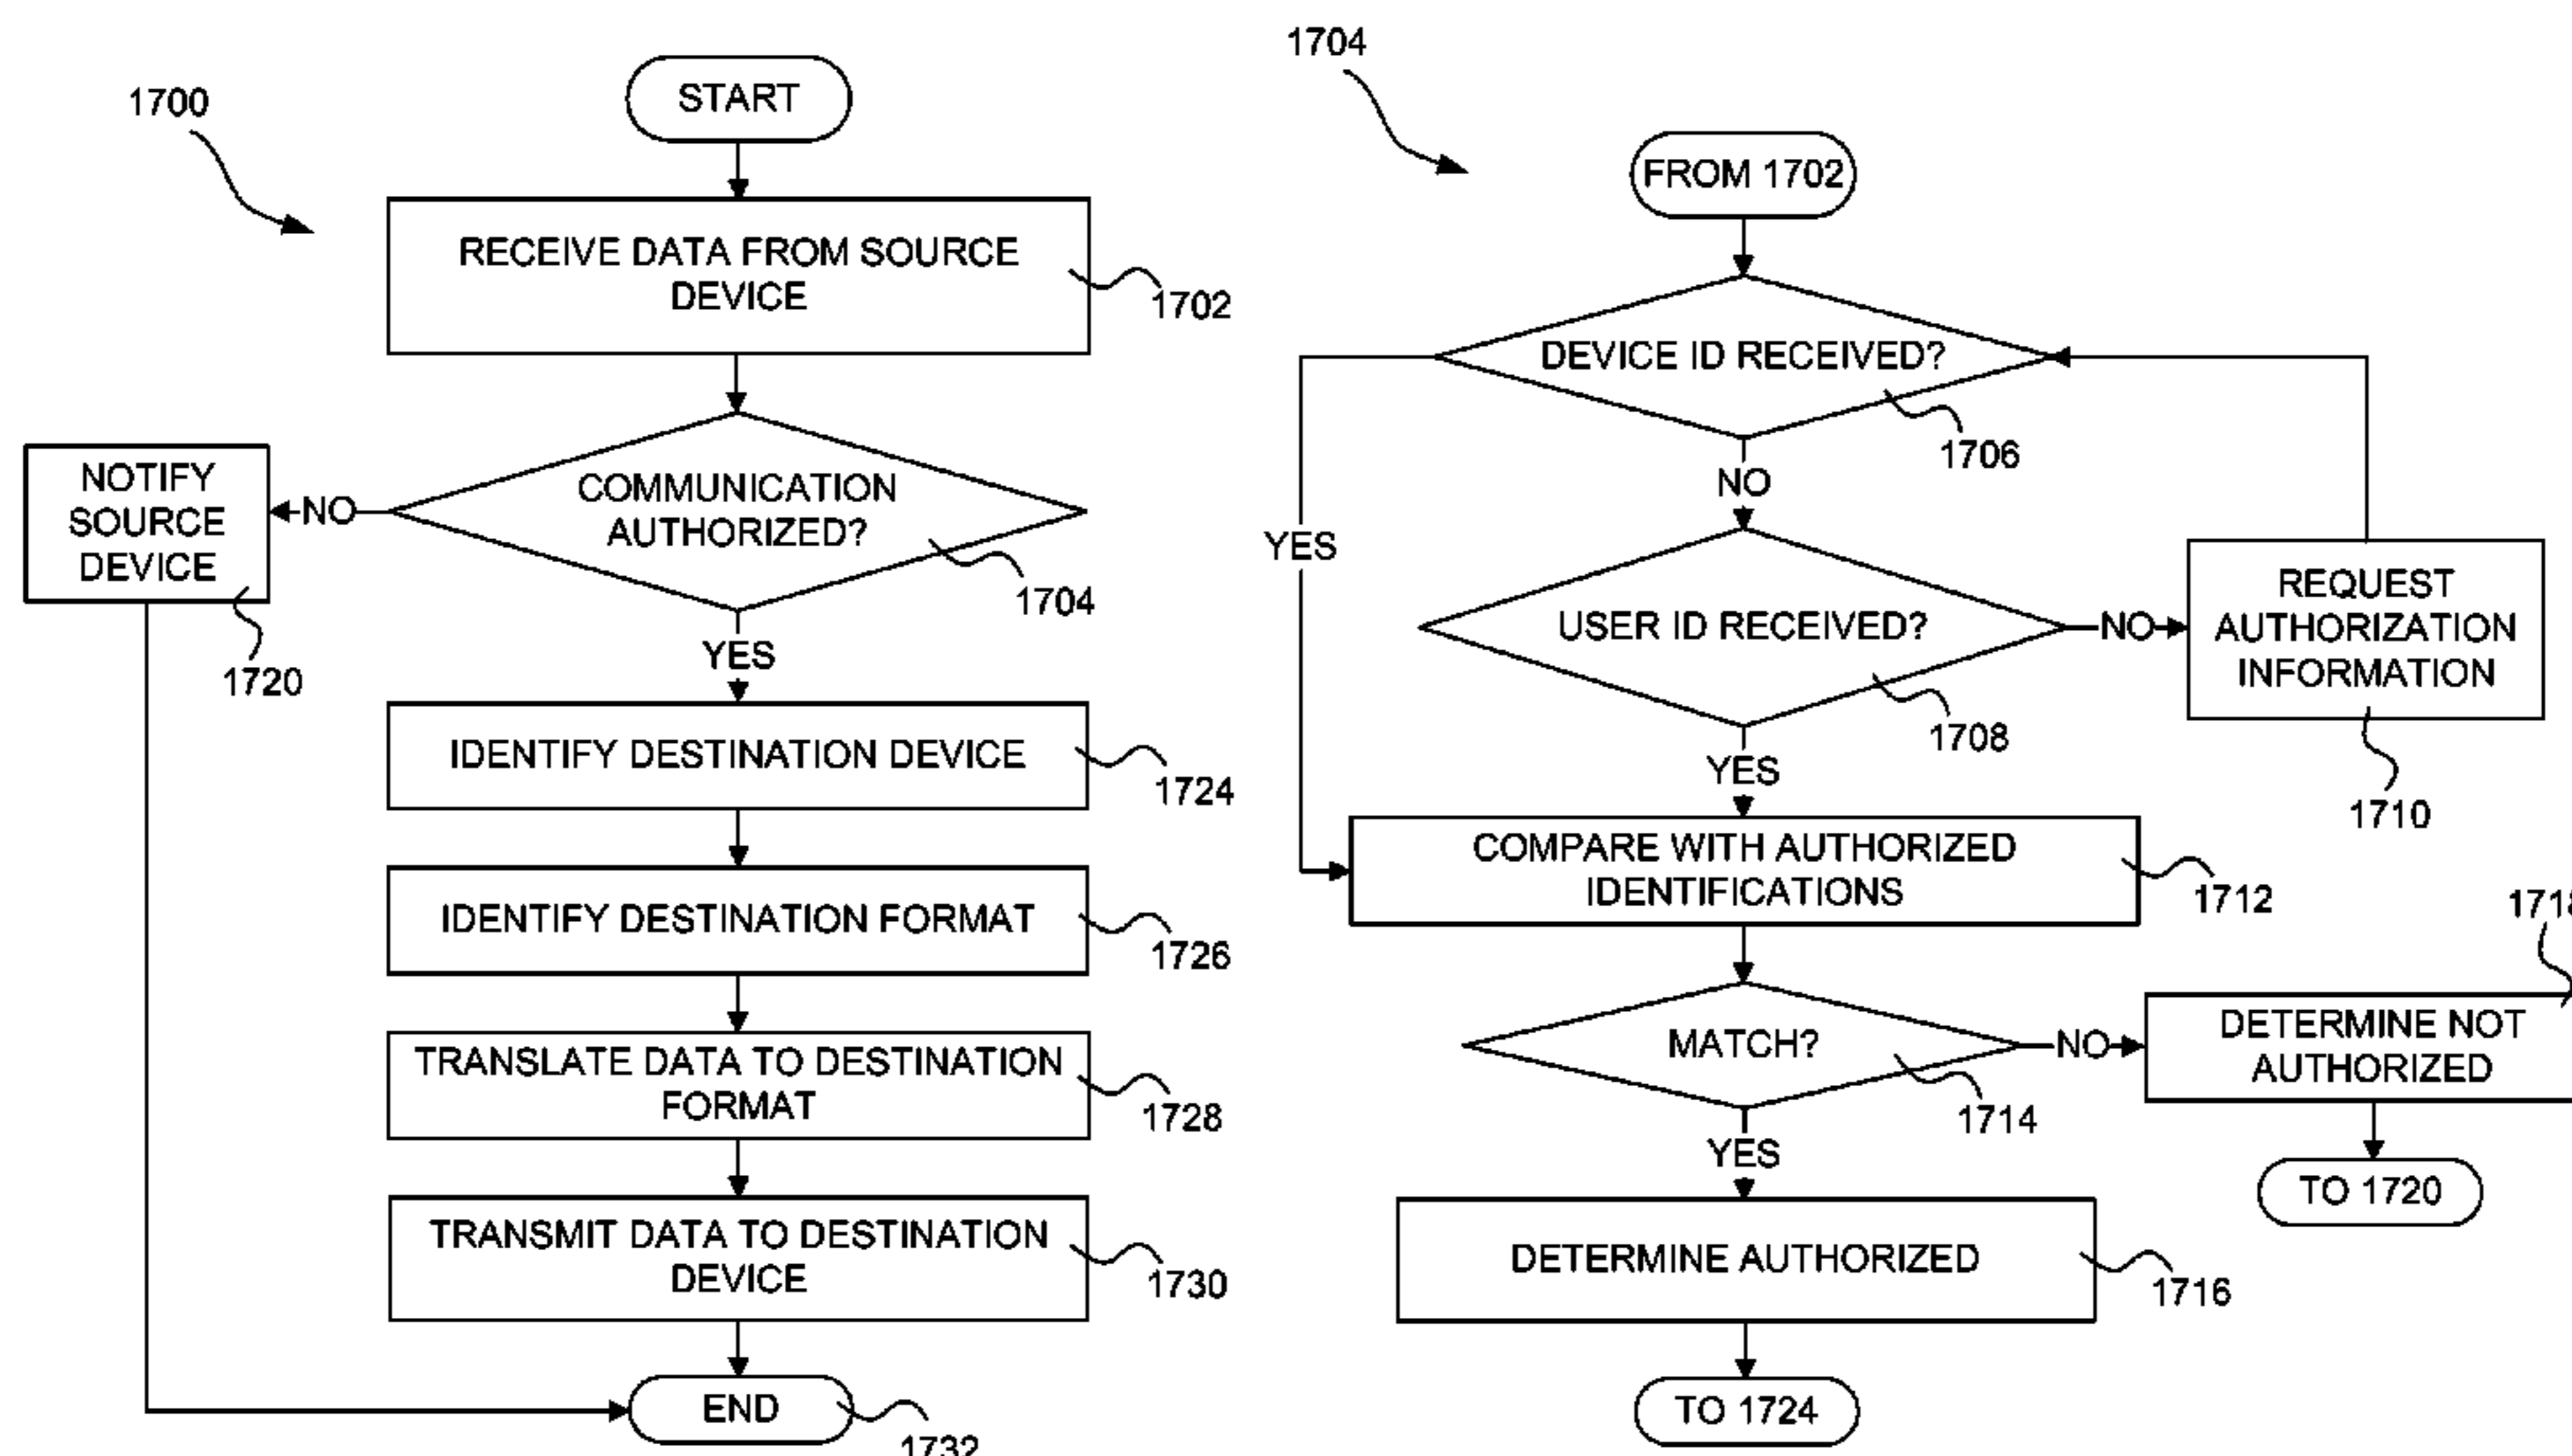 1700
START
RECEIVE DATA FROM SOURCE
DEVICE
1702
COMMUNICATION
AUTHORIZED?
1704
NO
NOTIFY
SOURCE
DEVICE
1720
YES
IDENTIFY DESTINATION DEVICE
1724
IDENTIFY DESTINATION FORMAT
1726
TRANSLATE DATA TO DESTINATION
FORMAT
1728
TRANSMIT DATA TO DESTINATION
DEVICE
1730
END
1732
1704
FROM 1702
DEVICE ID RECEIVED?
1706
YES
NO
USER ID RECEIVED?
1708
NO
REQUEST
AUTHORIZATION
INFORMATION
1710
YES
COMPARE WITH AUTHORIZED
IDENTIFICATIONS
1712
MATCH?
1714
NO
1718
DETERMINE NOT
AUTHORIZED
TO 1720
YES
DETERMINE AUTHORIZED
1716
TO 1724